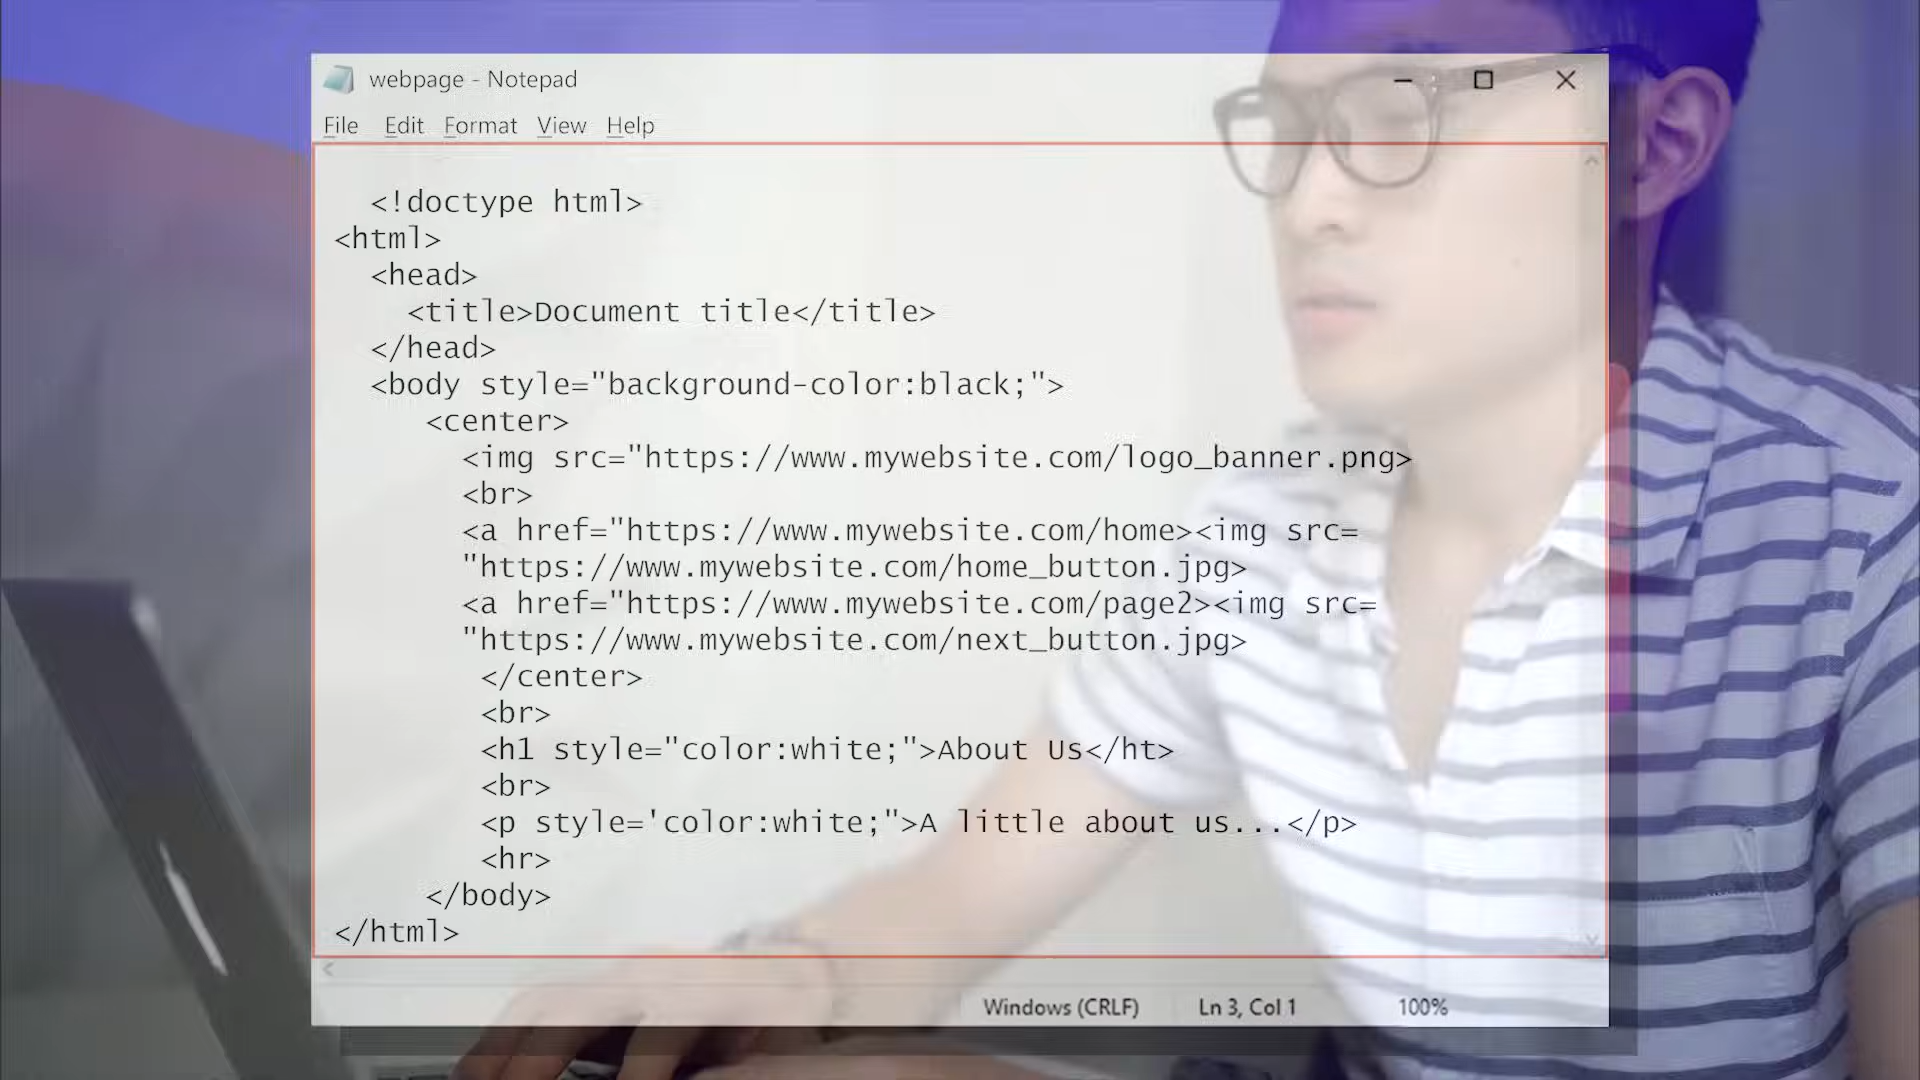 webpage - Notepad
File Edit Format View Help
<!doctype html>
<html>
<head>
<title>Document title</title>
</head>
<body style="background-color:black;">
<center>
<img src="https://www.mywebsite.com/logo_banner.png>
<br>
<a href="https://www.mywebsite.com/home><img src=
"https://www.mywebsite.com/home_button.jpg>
<a href="https://www.mywebsite.com/page2><img src=
"https://www.mywebsite.com/next_button.jpg>
</center>
<br>
<h1 style="color:white;">About Us</ht>
<br>
<p style='color:white;">A little about us...</p>
<hr>
</body>
</html>
Windows (CRLF) Ln 3, Col 1 100%